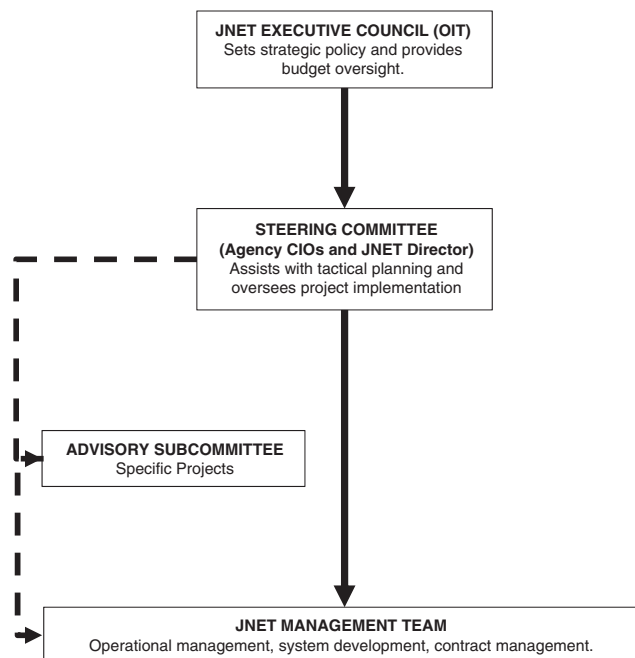 JNET EXECUTIVE COUNCIL (OIT)
Sets strategic policy and provides
budget oversight.
STEERING COMMITTEE
(Agency CIOs and JNET Director)
Assists with tactical planning and
oversees project implementation
ADVISORY SUBCOMMITTEE
Specific Projects
JNET MANAGEMENT TEAM
Operational management, system development, contract management.